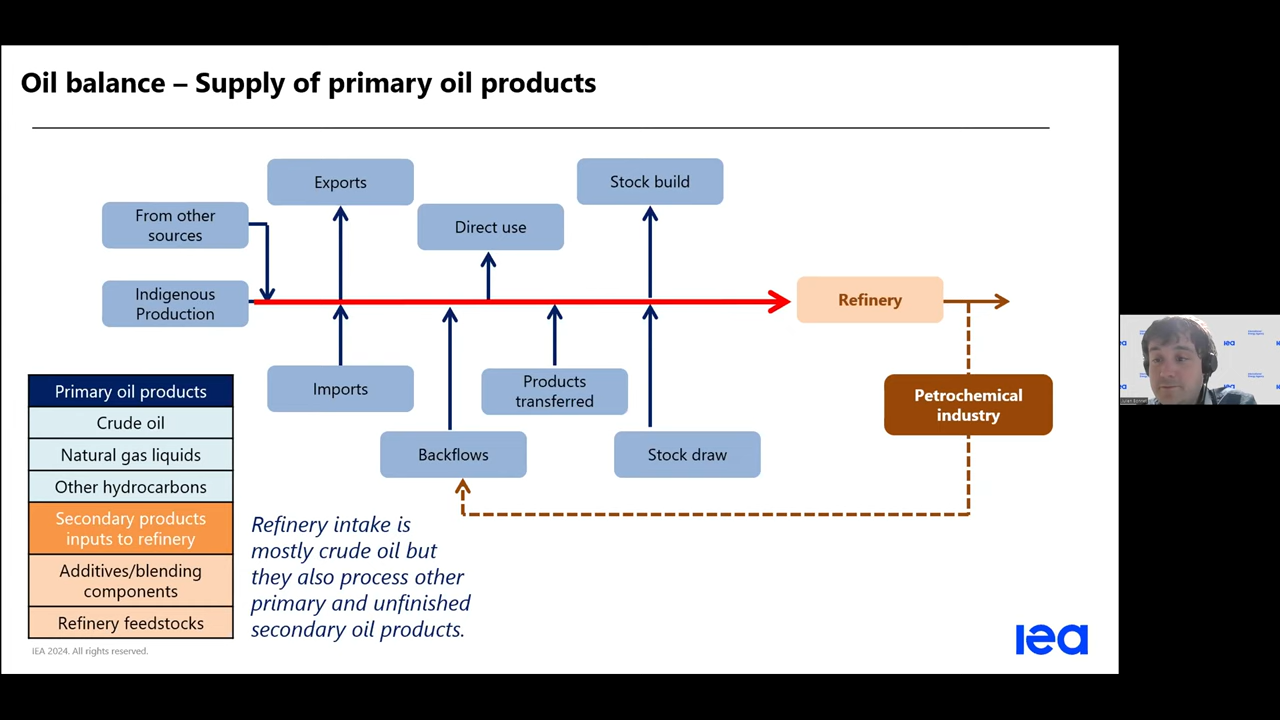 Oil balance – Supply of primary oil products
Exports
Stock build
From other
sources
Direct use
Indigenous
Production
Refinery
Imports
Products
transferred
Petrochemical
industry
Backflows
Stock draw
Primary oil products
Crude oil
Natural gas liquids
Other hydrocarbons
Secondary products
inputs to refinery
Additives/blending
components
Refinery feedstocks
Refinery intake is
mostly crude oil but
they also process other
primary and unfinished
secondary oil products.
IEA 2024. All rights reserved.
iea
iea